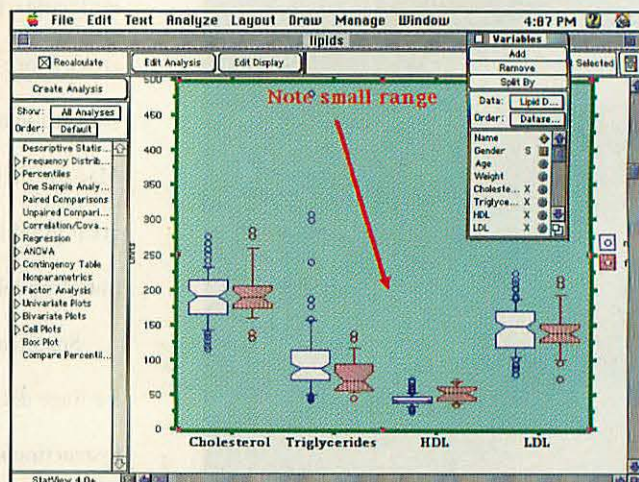 File Edit Text Analyze Layout Draw Manage Window 4:07 PM
lipids
Variables
Recalculate
Edit Analysis
Edit Display
Selected
Add
Remove
Split By
Data: Lipid D...
Order: Datase...
Name
Gender S
Age
Weight
Choleste... X
Triglyce... X
HDL X
LDL X
Create Analysis
Show: All Analyses
Order: Default
Descriptive Statis...
Frequency Distrib...
Percentiles
One Sample Analy...
Paired Comparisons
Unpaired Compari...
Correlation/Cova...
Regression
ANOVA
Contingency Table
Nonparametrics
Factor Analysis
Univariate Plots
Bivariate Plots
Cell Plots
Box Plot
Compare Percentil...
Note small range
500
450
400
350
300
250
200
150
100
50
0
Units
Cholesterol Triglycerides HDL LDL
StatView 4.0+